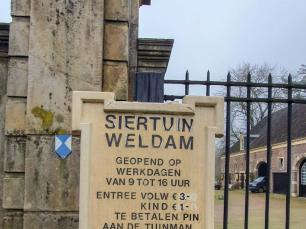 SIERTUIN
WELDAM
GEOPEND OP
WERKDAGEN
VAN 9 TOT 16 UUR
ENTREE VOLW € 3,-
KIND € 1,-
TE BETALEN PIN
AAN DE TUINMAN